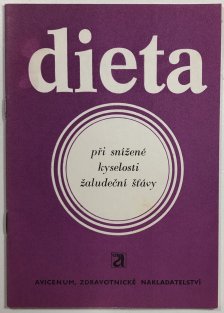 dieta
při snížené
kyselosti
žaludeční šťávy
AVICENUM, ZDRAVOTNICKÉ NAKLADATELSTVÍ